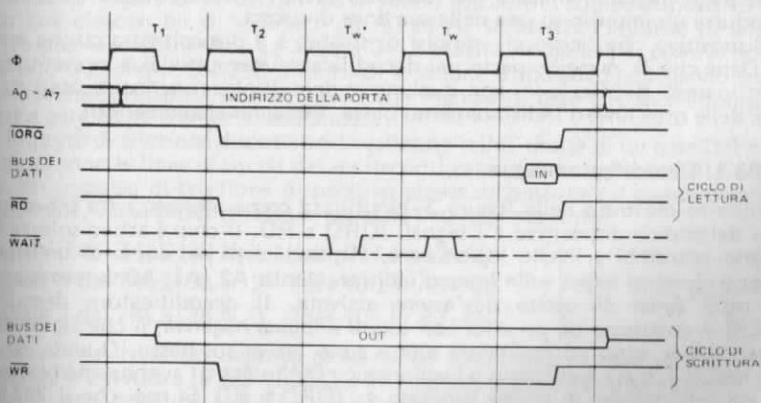 T1 T2 Tw Tw T3
Φ
A0 - A7 INDIRIZZO DELLA PORTA
IORQ
BUS DEI DATI IN
RD
CICLO DI LETTURA
WAIT
BUS DEI DATI OUT
WR
CICLO DI SCRITTURA